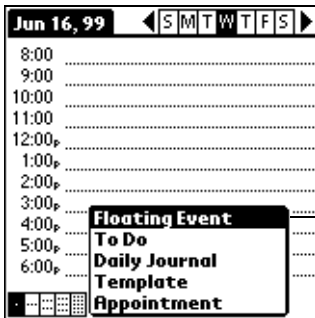 Jun 16, 99 S M T W T F S
8:00
9:00
10:00
11:00
12:00p
1:00p
2:00p
3:00p
4:00p
5:00p
6:00p
Floating Event
To Do
Daily Journal
Template
Appointment